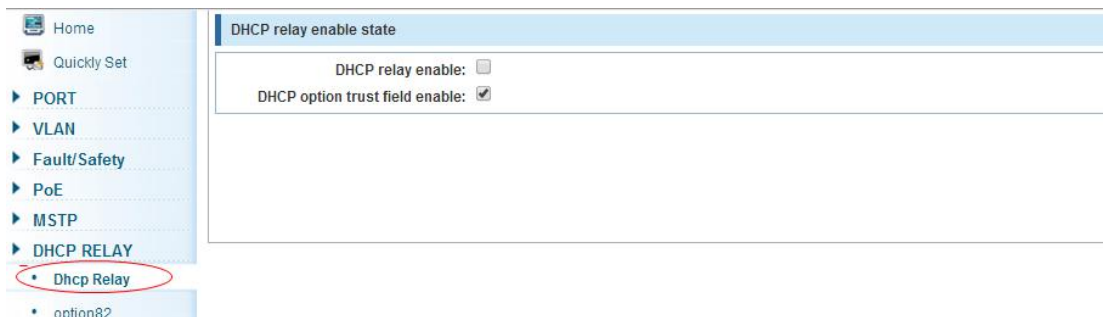 Home
Quickly Set
PORT
VLAN
Fault/Safety
PoE
MSTP
DHCP RELAY
Dhcp Relay
option82
DHCP relay enable state
DHCP relay enable:
DHCP option trust field enable: